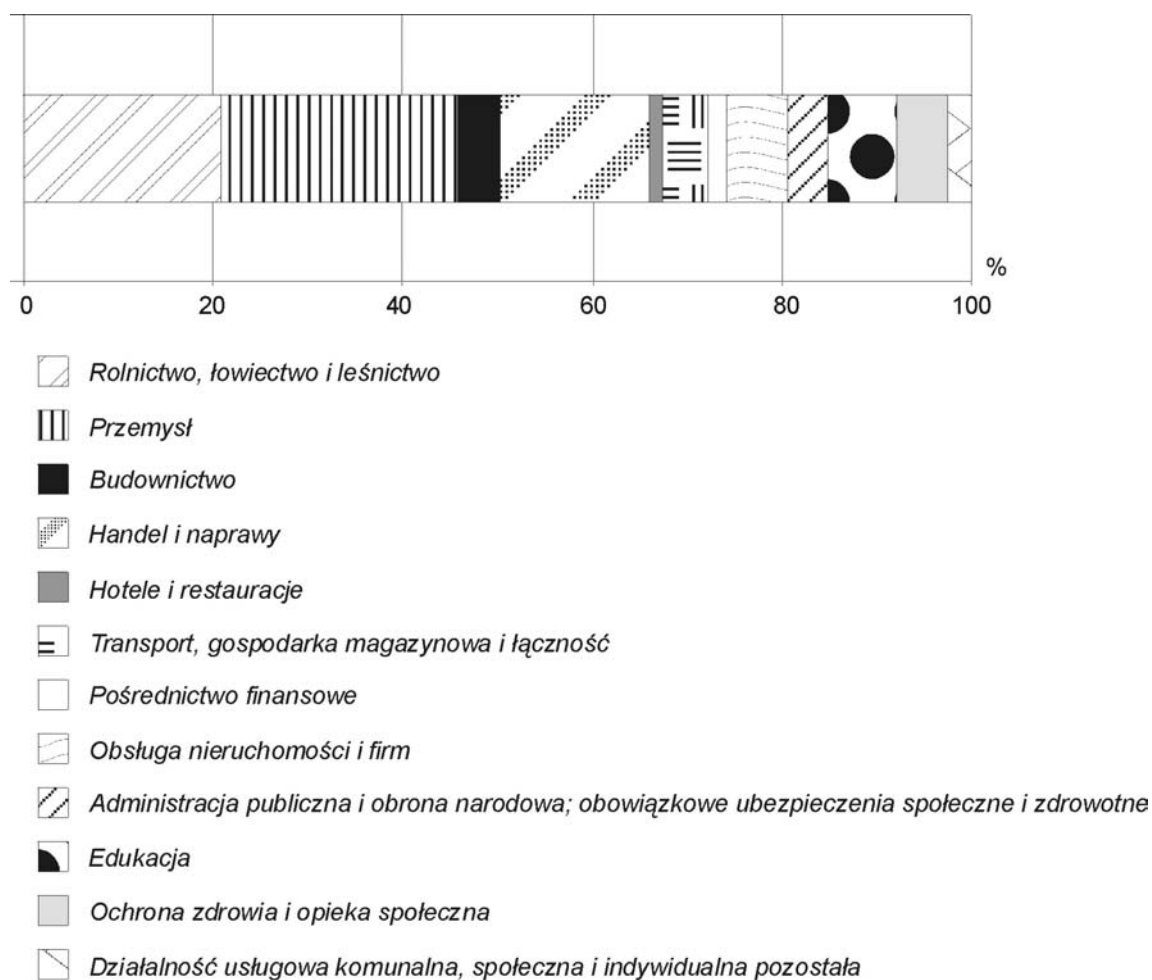 %
0 20 40 60 80 100
Rolnictwo, łowiectwo i leśnictwo
Przemysł
Budownictwo
Handel i naprawy
Hotele i restauracje
Transport, gospodarka magazynowa i łączność
Pośrednictwo finansowe
Obsługa nieruchomości i firm
Administracja publiczna i obrona narodowa; obowiązkowe ubezpieczenia społeczne i zdrowotne
Edukacja
Ochrona zdrowia i opieka społeczna
Działalność usługowa komunalna, społeczna i indywidualna pozostała